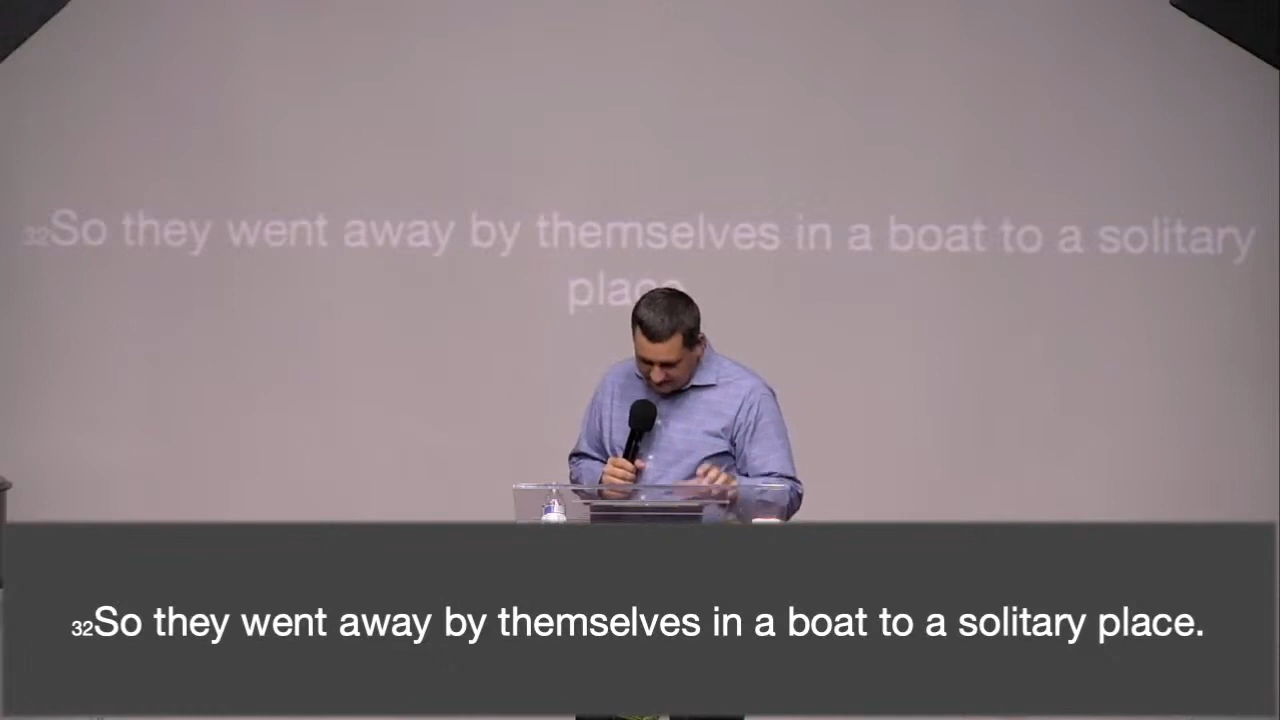 32So they went away by themselves in a boat to a solitary
place.
32So they went away by themselves in a boat to a solitary place.